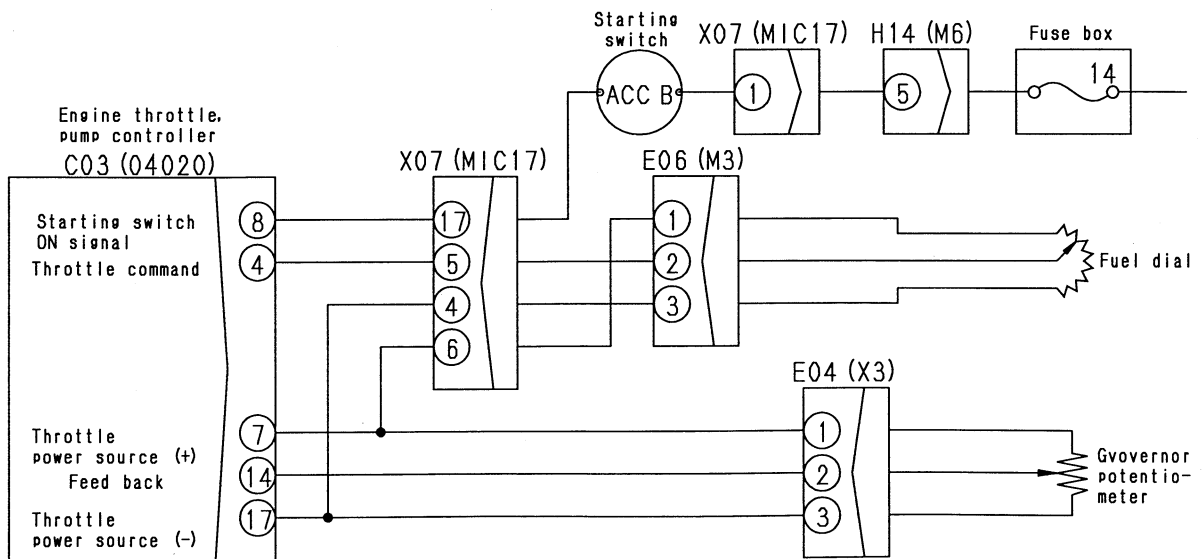 Starting
switch
X07 (MIC17)
H14 (M6)
Fuse box
ACC B
1
5
14
Engine throttle,
pump controller
C03 (04020)
X07 (MIC17)
E06 (M3)
Starting switch
ON signal
8
17
1
Throttle command
4
5
2
Fuel dial
4
3
6
E04 (X3)
Throttle
power source (+)
7
1
Feed back
14
2
Gvovernor
potentio-
meter
Throttle
power source (-)
17
3